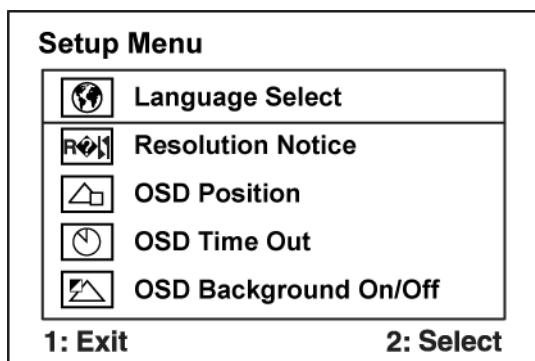 Setup Menu
Language Select
Resolution Notice
OSD Position
OSD Time Out
OSD Background On/Off
1: Exit 2: Select